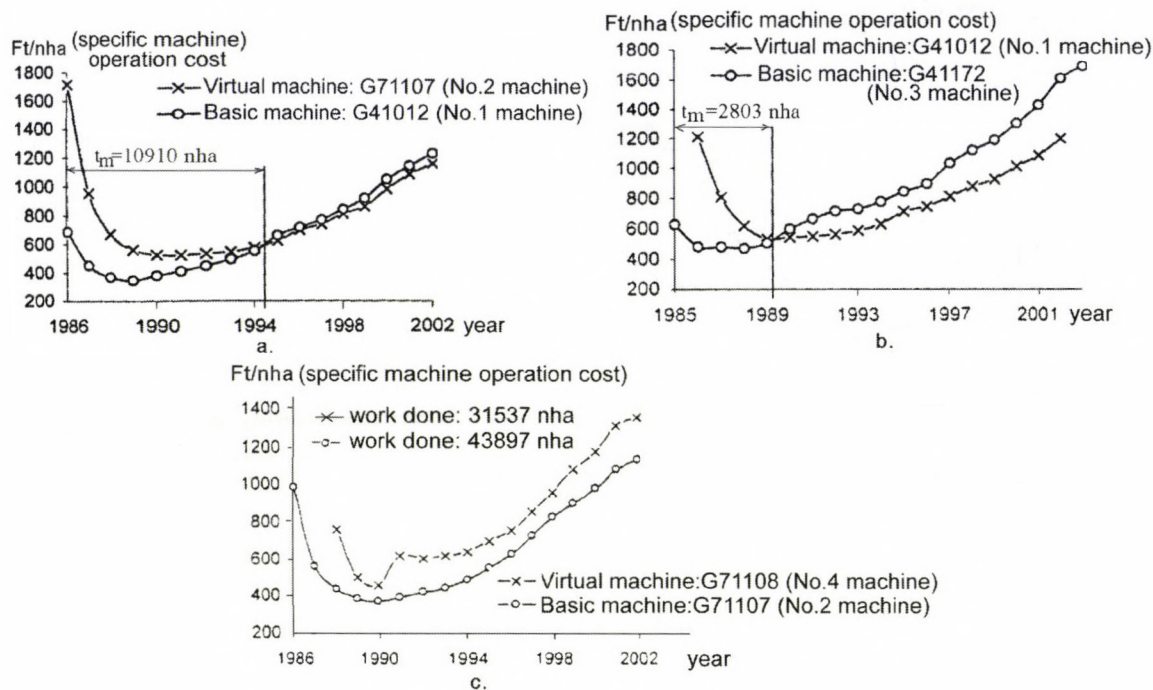 Ft/nha (specific machine)
operation cost
1800
1600
1400
1200
1000
800
600
400
200
Virtual machine: G71107 (No.2 machine)
Basic machine: G41012 (No.1 machine)
tm=10910 nha
1986 1990 1994 1998 2002 year
a.
Ft/nha (specific machine operation cost)
1800
1600
1400
1200
1000
800
600
400
200
Virtual machine:G41012 (No.1 machine)
Basic machine:G41172
(No.3 machine)
tm=2803 nha
1985 1989 1993 1997 2001 year
b.
Ft/nha (specific machine operation cost)
1400
1200
1000
800
600
400
200
work done: 31537 nha
work done: 43897 nha
Virtual machine:G71108 (No.4 machine)
Basic machine:G71107 (No.2 machine)
1986 1990 1994 1998 2002 year
c.